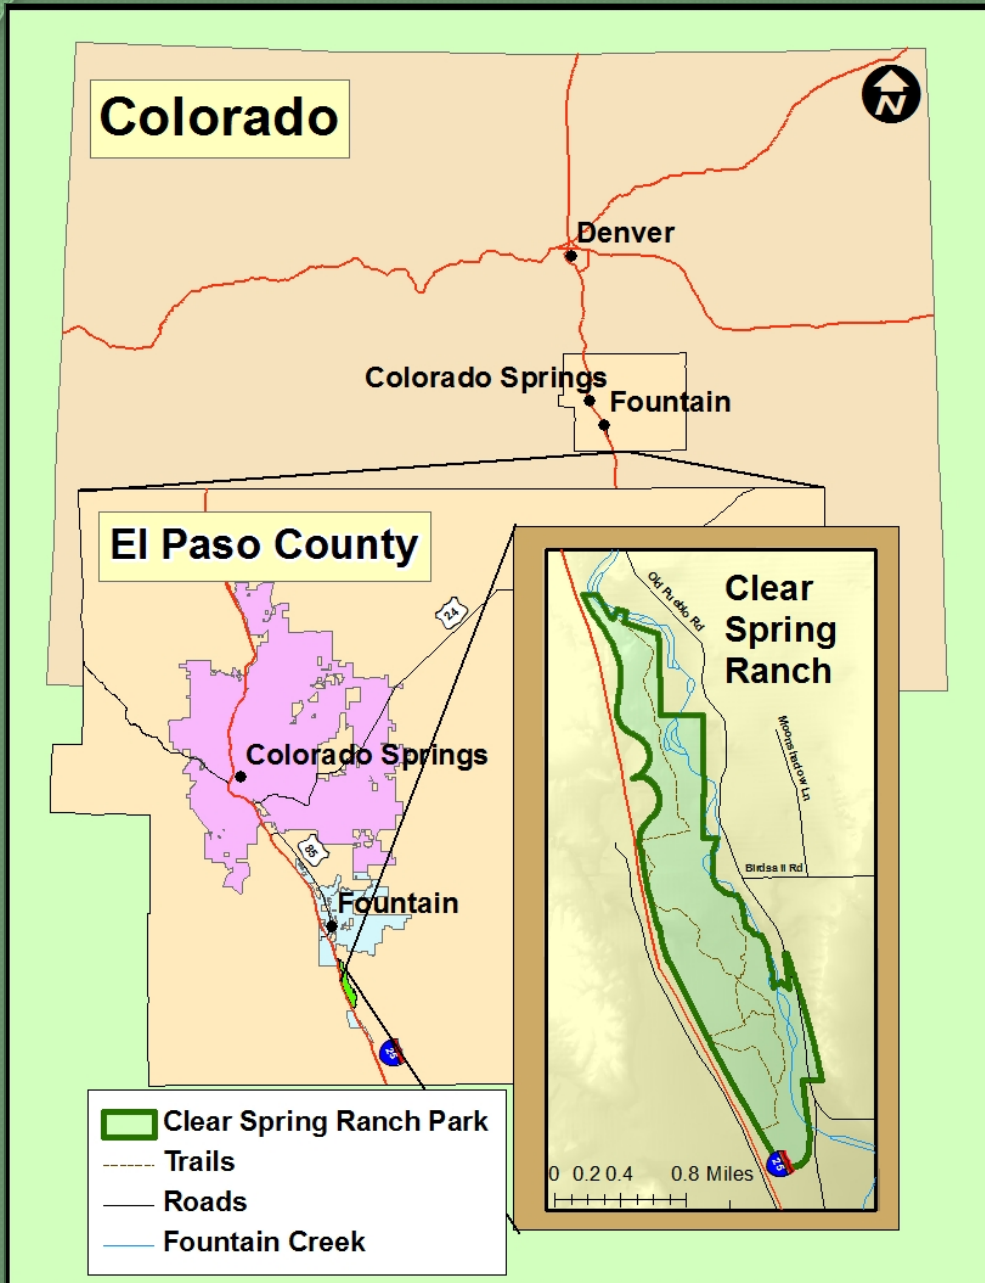 Colorado
N
Denver
Colorado Springs
Fountain
El Paso County
24
Colorado Springs
85
Fountain
25
Clear
Spring
Ranch
Old Pueblo Rd
Moonshadow Ln
Birdsall Rd
25
0 0.2 0.4 0.8 Miles
Clear Spring Ranch Park
Trails
Roads
Fountain Creek